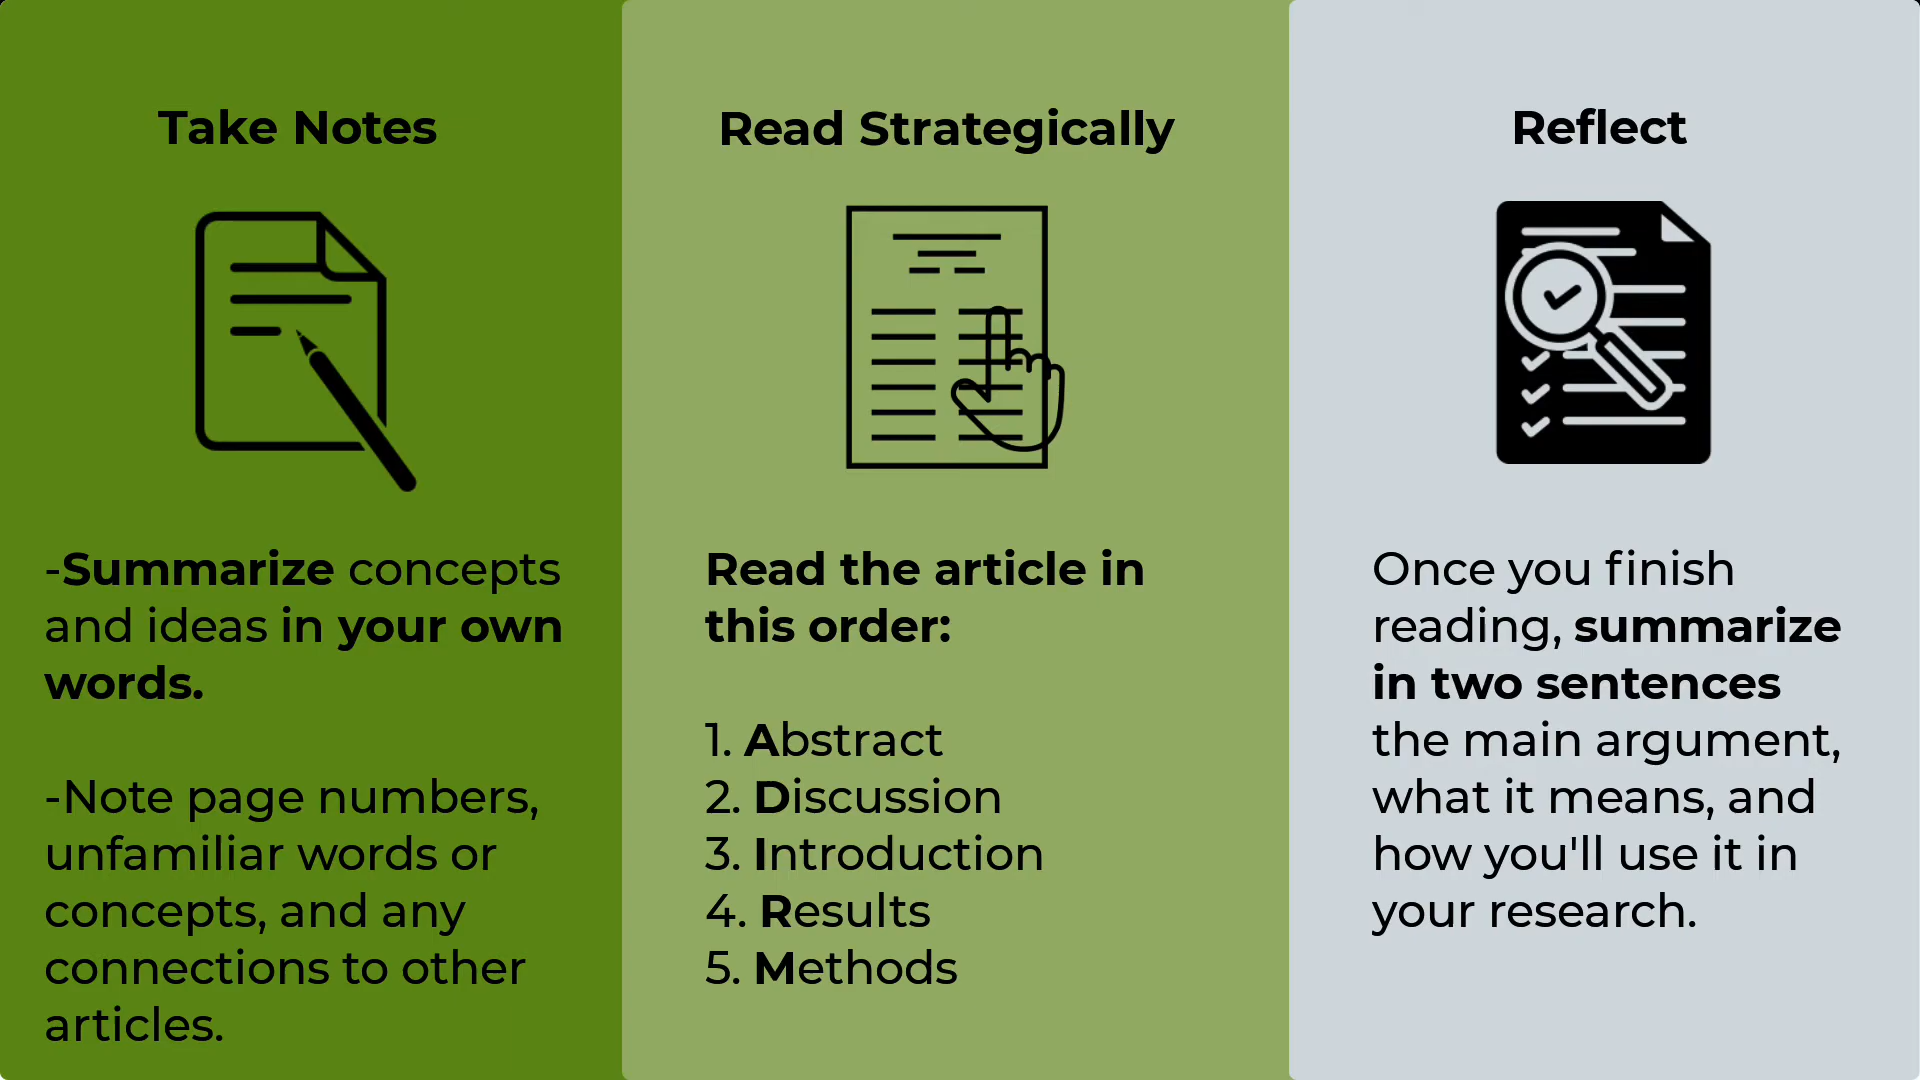 Take Notes
-Summarize concepts
and ideas in your own
words.
-Note page numbers,
unfamiliar words or
concepts, and any
connections to other
articles.
Read Strategically
Read the article in
this order:
1. Abstract
2. Discussion
3. Introduction
4. Results
5. Methods
Reflect
Once you finish
reading, summarize
in two sentences
the main argument,
what it means, and
how you'll use it in
your research.